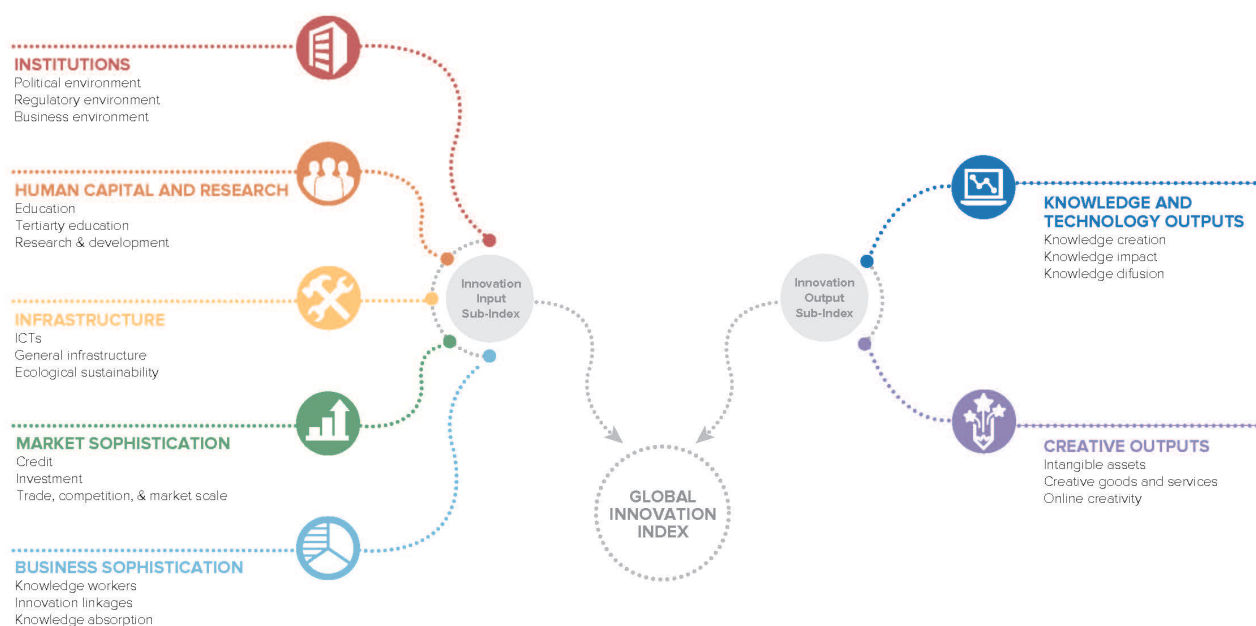 INSTITUTIONS
Political environment
Regulatory environment
Business environment
HUMAN CAPITAL AND RESEARCH
Education
Tertiarty education
Research & development
INFRASTRUCTURE
ICTs
General infrastructure
Ecological sustainability
MARKET SOPHISTICATION
Credit
Investment
Trade, competition, & market scale
BUSINESS SOPHISTICATION
Knowledge workers
Innovation linkages
Knowledge absorption
Innovation
Input
Sub-Index
GLOBAL
INNOVATION
INDEX
Innovation
Output
Sub-Index
KNOWLEDGE AND
TECHNOLOGY OUTPUTS
Knowledge creation
Knowledge impact
Knowledge difusion
CREATIVE OUTPUTS
Intangible assets
Creative goods and services
Online creativity